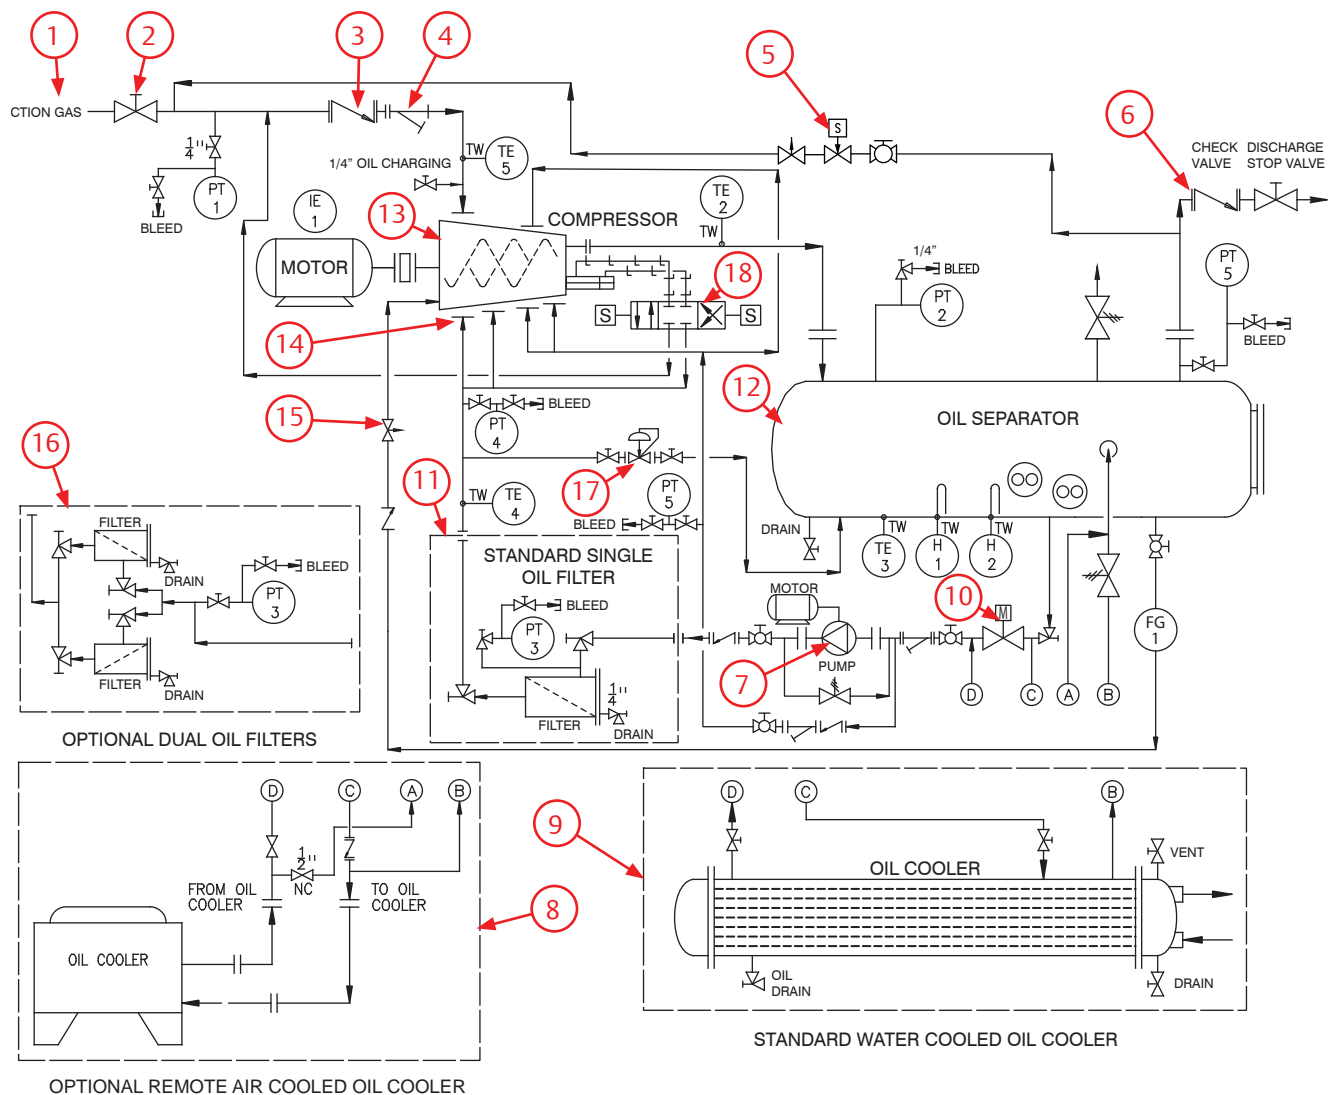 1
2
3
4
5
6
CTION GAS
1/4"
PT
1
BLEED
1/4" OIL CHARGING
TW
TE
5
S
CHECK
VALVE
DISCHARGE
STOP VALVE
IE
1
13
COMPRESSOR
TE
2
TW
MOTOR
18
S
S
14
1/4"
BLEED
PT
2
PT
5
BLEED
12
OIL SEPARATOR
15
BLEED
PT
4
16
11
17
TW
TE
4
PT
5
BLEED
DRAIN
TW
TE
3
TW
H
1
TW
H
2
FILTER
DRAIN
BLEED
PT
3
FILTER
DRAIN
OPTIONAL DUAL OIL FILTERS
STANDARD SINGLE
OIL FILTER
BLEED
PT
3
FILTER
1/4"
DRAIN
MOTOR
7
PUMP
10
M
D
C
A
B
FG
1
D
C
A
B
1/2"
NC
FROM OIL
COOLER
TO OIL
COOLER
OIL COOLER
8
OPTIONAL REMOTE AIR COOLED OIL COOLER
9
D
C
B
OIL COOLER
VENT
OIL
DRAIN
DRAIN
STANDARD WATER COOLED OIL COOLER